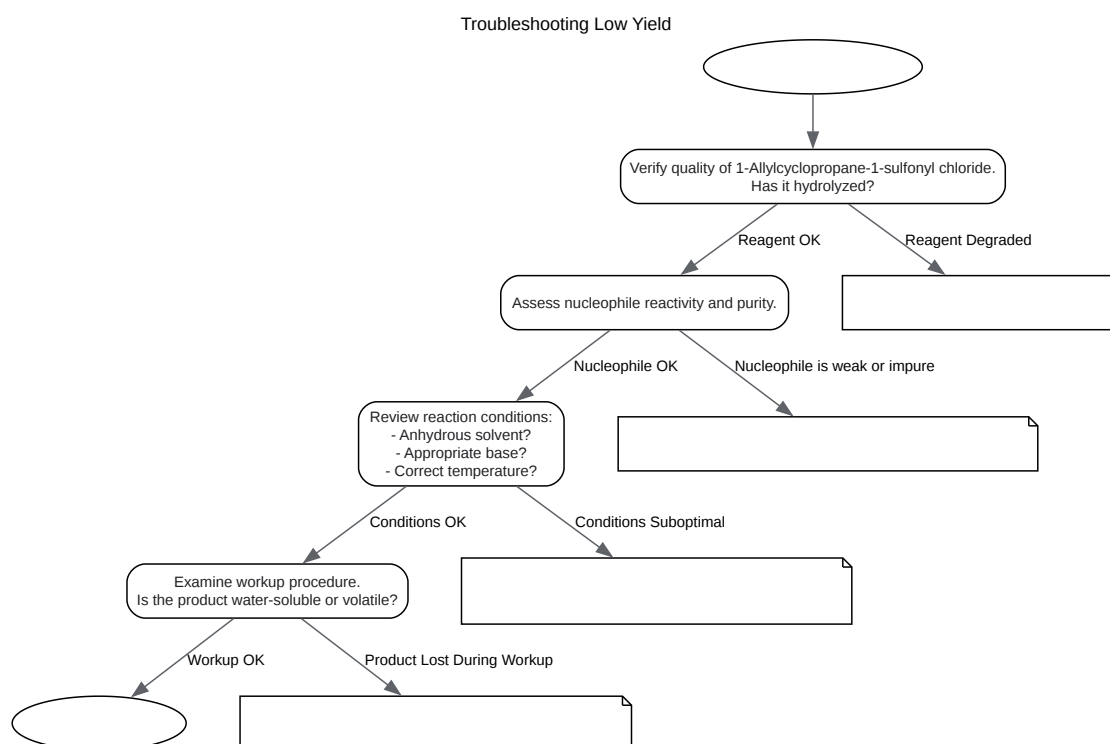 Troubleshooting Low Yield
Verify quality of 1-Allylcyclopropane-1-sulfonyl chloride.
Has it hydrolyzed?
Reagent OK
Reagent Degraded
Assess nucleophile reactivity and purity.
Nucleophile OK
Nucleophile is weak or impure
Review reaction conditions:
- Anhydrous solvent?
- Appropriate base?
- Correct temperature?
Conditions OK
Conditions Suboptimal
Examine workup procedure.
Is the product water-soluble or volatile?
Workup OK
Product Lost During Workup